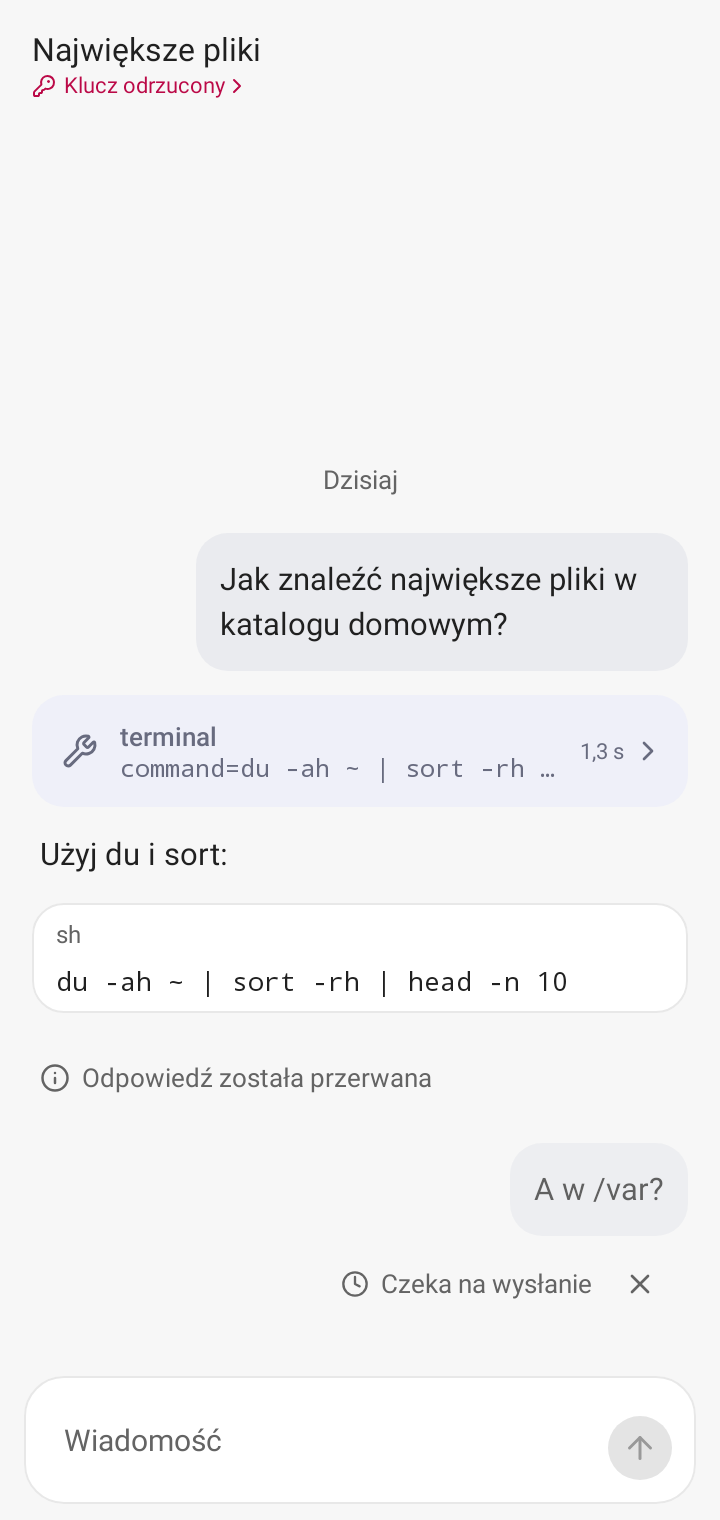 Największe pliki
Klucz odrzucony
Dzisiaj
Jak znaleźć największe pliki w
katalogu domowym?
terminal
command=du -ah ~ | sort -rh …
1,3 s
Użyj du i sort:
sh
du -ah ~ | sort -rh | head -n 10
Odpowiedź została przerwana
A w /var?
Czeka na wysłanie
Wiadomość